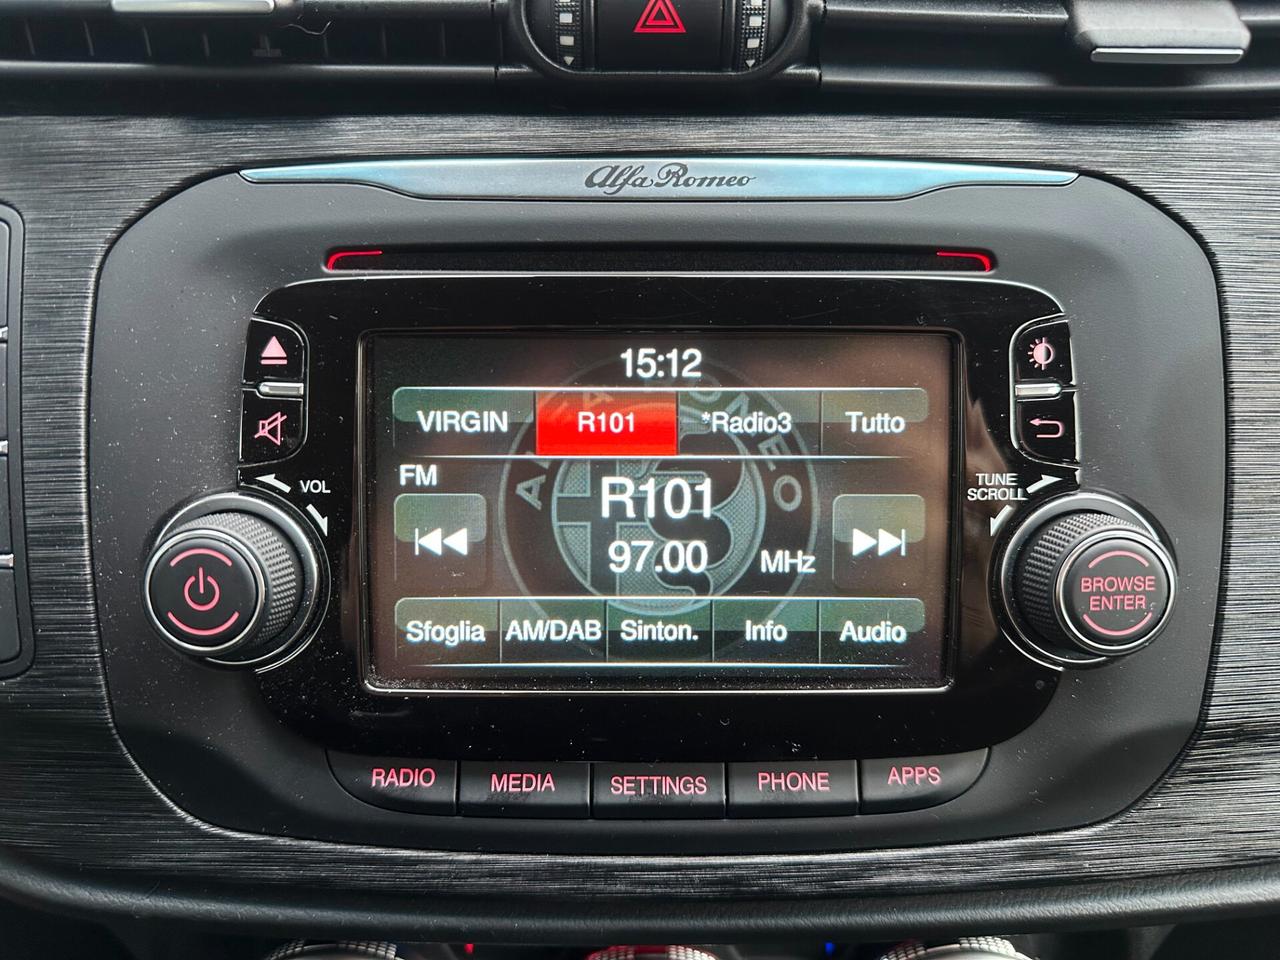 Alfa Romeo
15:12
VIRGIN R101 *Radio3 Tutto
FM
R101
97.00 MHz
Sfoglia AM/DAB Sinton. Info Audio
VOL
TUNE
SCROLL
BROWSE
ENTER
RADIO MEDIA SETTINGS PHONE APPS